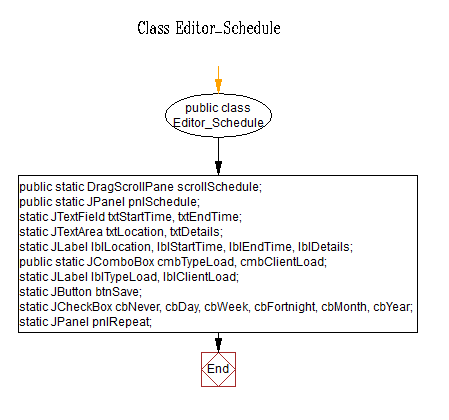 Class Editor_Schedule
public class
Editor_Schedule
public static DragScrollPane scrollSchedule;
public static JPanel pnlSchedule;
static JTextField txtStartTime, txtEndTime;
static JTextArea txtLocation, txtDetails;
static JLabel lblLocation, lblStartTime, lblEndTime, lblDetails;
public static JComboBox cmbTypeLoad, cmbClientLoad;
static JLabel lblTypeLoad, lblClientLoad;
static JButton btnSave;
static JCheckBox cbNever, cbDay, cbWeek, cbFortnight, cbMonth, cbYear;
static JPanel pnlRepeat;
End